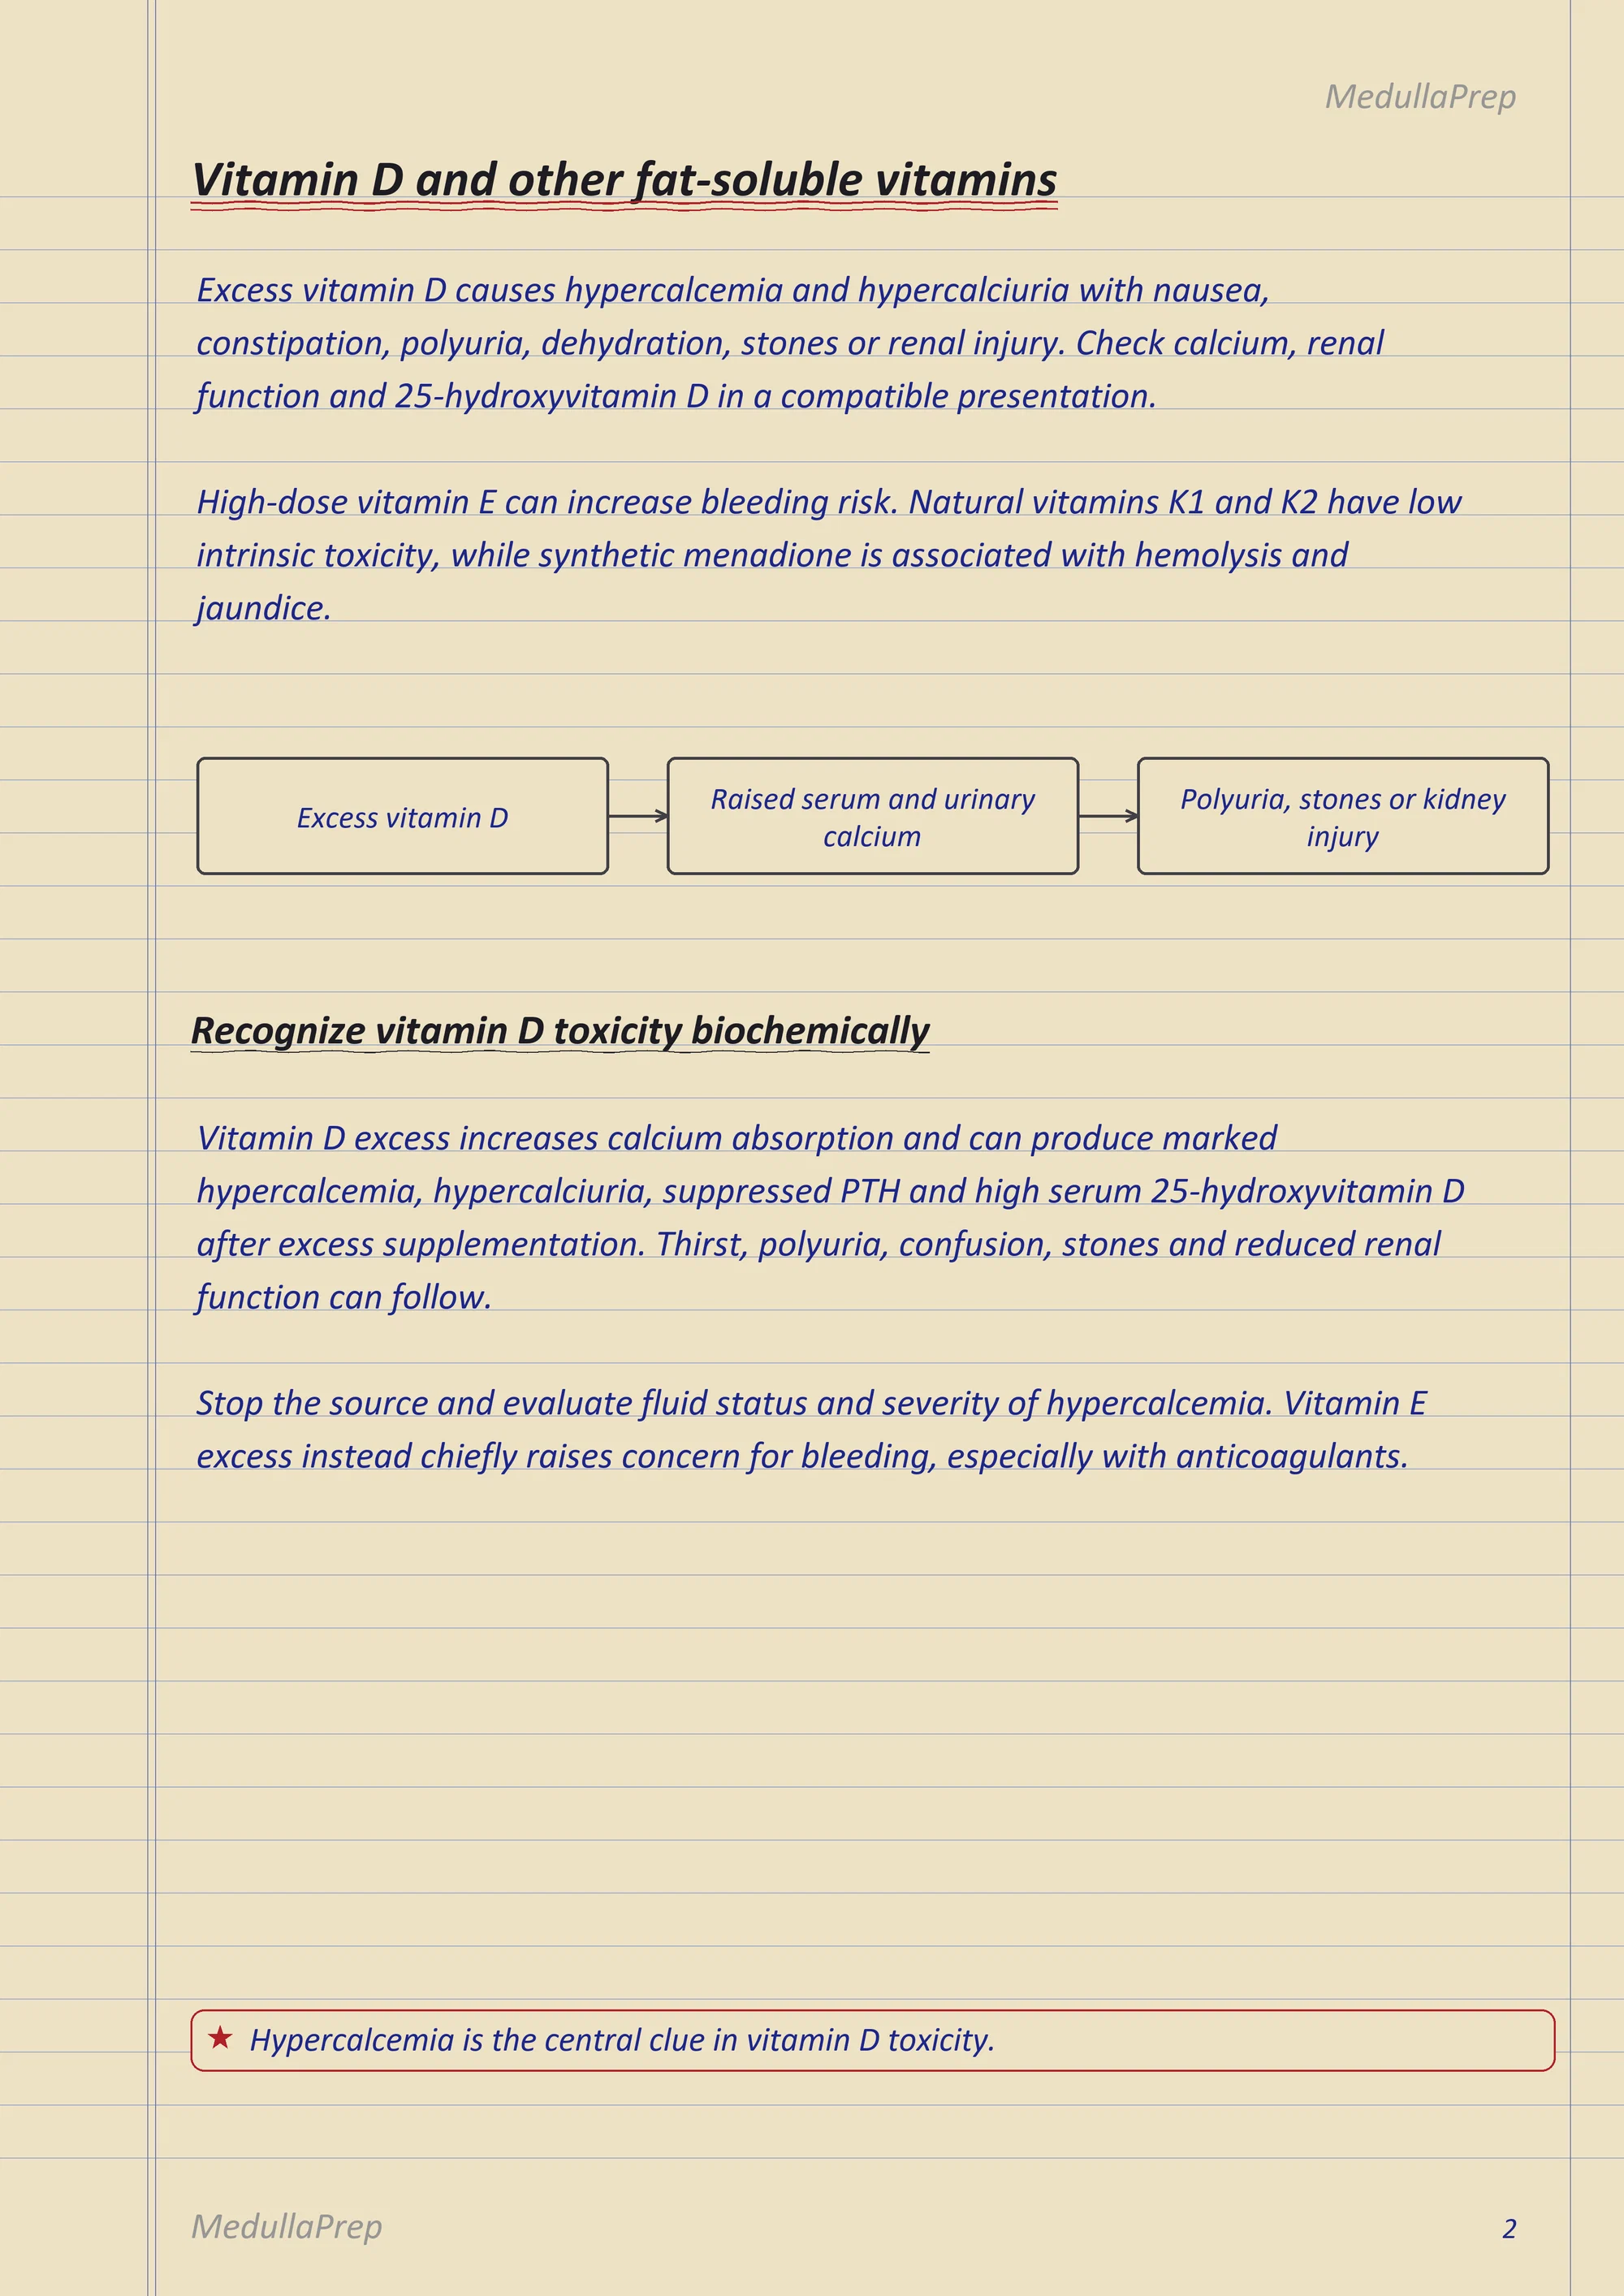 MedullaPrep
Vitamin D and other fat-soluble vitamins
Excess vitamin D causes hypercalcemia and hypercalciuria with nausea,
constipation, polyuria, dehydration, stones or renal injury. Check calcium, renal
function and 25-hydroxyvitamin D in a compatible presentation.
High-dose vitamin E can increase bleeding risk. Natural vitamins K1 and K2 have low
intrinsic toxicity, while synthetic menadione is associated with hemolysis and
jaundice.
Excess vitamin D
Raised serum and urinary
calcium
Polyuria, stones or kidney
injury
Recognize vitamin D toxicity biochemically
Vitamin D excess increases calcium absorption and can produce marked
hypercalcemia, hypercalciuria, suppressed PTH and high serum 25-hydroxyvitamin D
after excess supplementation. Thirst, polyuria, confusion, stones and reduced renal
function can follow.
Stop the source and evaluate fluid status and severity of hypercalcemia. Vitamin E
excess instead chiefly raises concern for bleeding, especially with anticoagulants.
★ Hypercalcemia is the central clue in vitamin D toxicity.
MedullaPrep
2